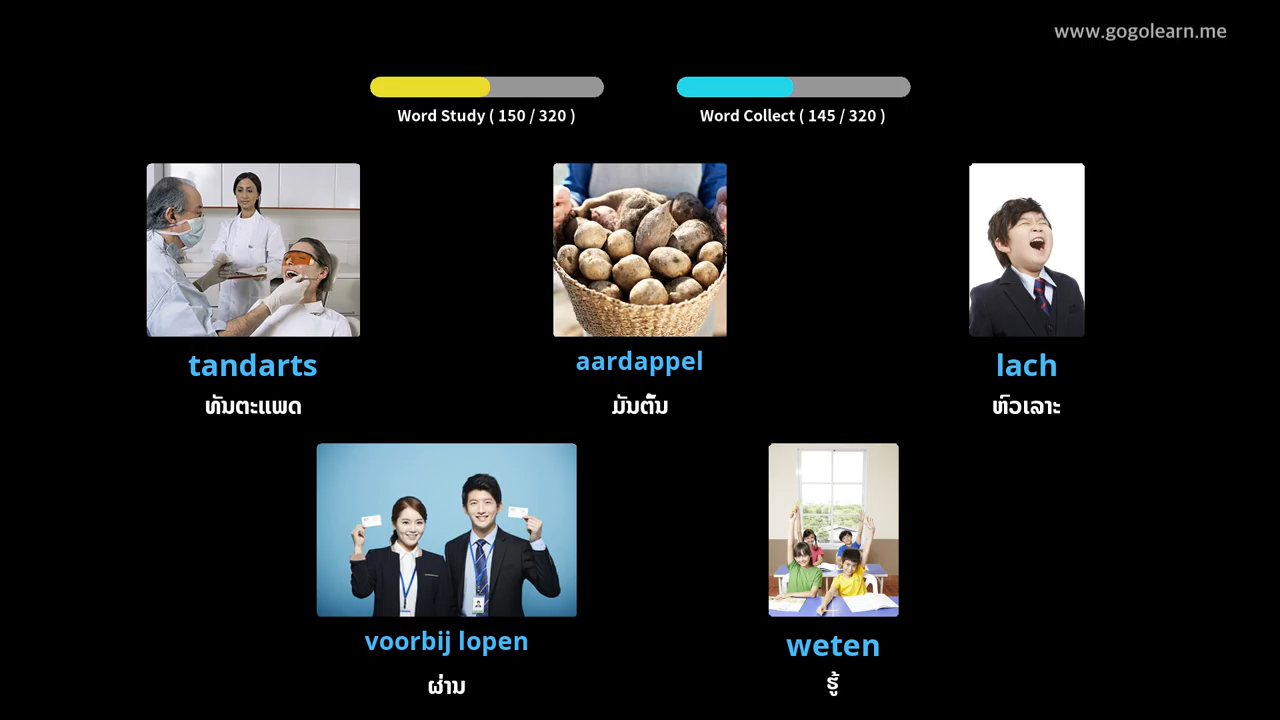 www.gogolearn.me
Word Study ( 150 / 320 )
Word Collect ( 145 / 320 )
tandarts
ທັນຕະແພດ
aardappel
ມັນຕົ້ນ
lach
ຫົວເລາະ
voorbij lopen
ຜ່ານ
weten
ຮູ້